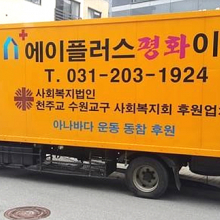 에이플러스 평화이
T. 031-203-1924
사회복지법인
천주교 수원교구 사회복지회 후원업
아나바다 운동 동참 후원